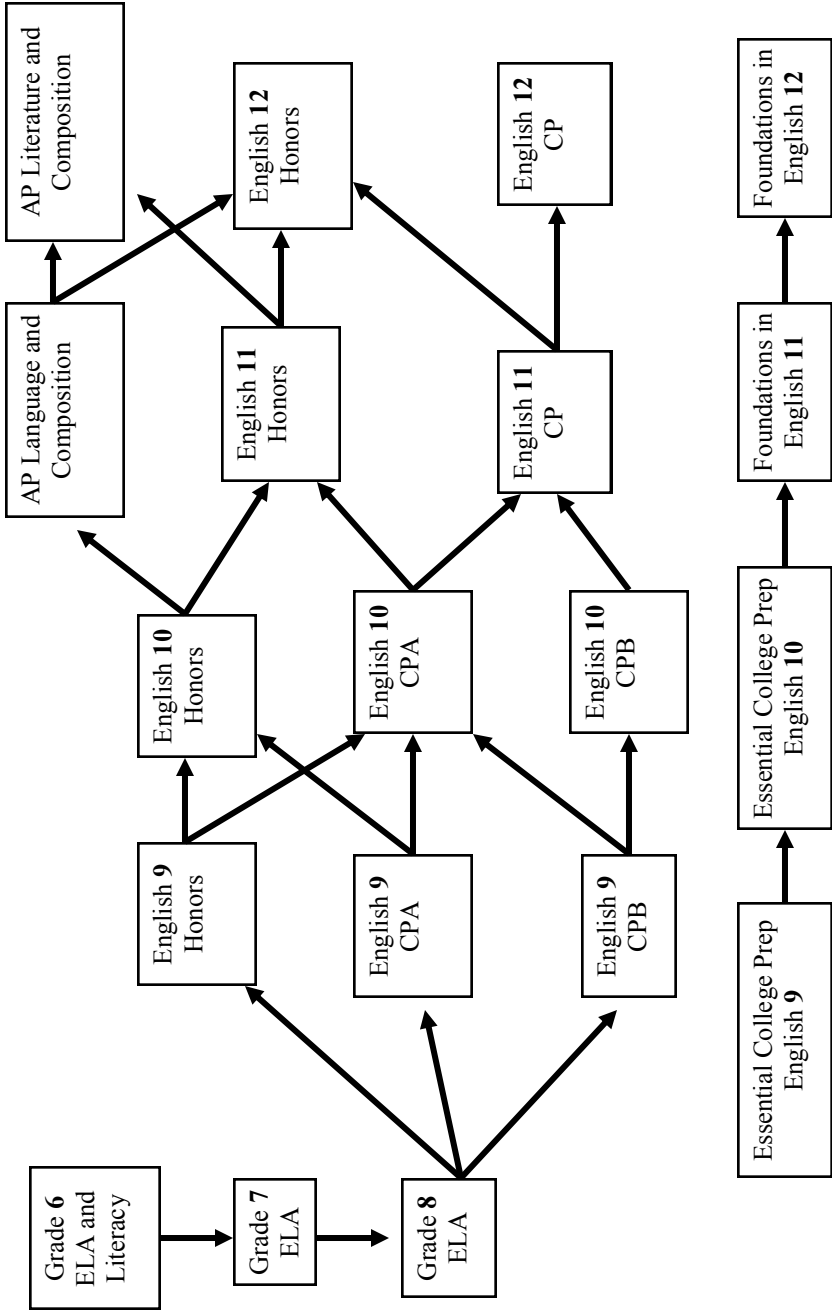 Grade 6
ELA and
Literacy
Grade 7
ELA
Grade 8
ELA
English 9
Honors
English 9
CPA
English 9
CPB
English 10
Honors
English 10
CPA
English 10
CPB
AP Language and
Composition
English 11
Honors
English 11
CP
AP Literature and
Composition
English 12
Honors
English 12
CP
Essential College Prep
English 9
Essential College Prep
English 10
Foundations in
English 11
Foundations in
English 12